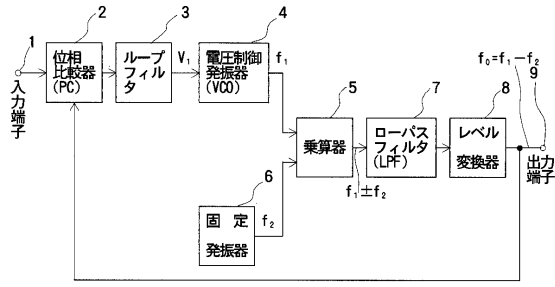 1
入力端子
2
位相
比較器
(PC)
3
ループ
フィル
タ
V₁
4
電圧制御
発振器
(VCO)
f₁
5
乗算器
f₁±f₂
6
固 定
発振器
f₂
7
ローパス
フィルタ
(LPF)
8
レベル
変換器
f₀=f₁−f₂
9
出力
端子